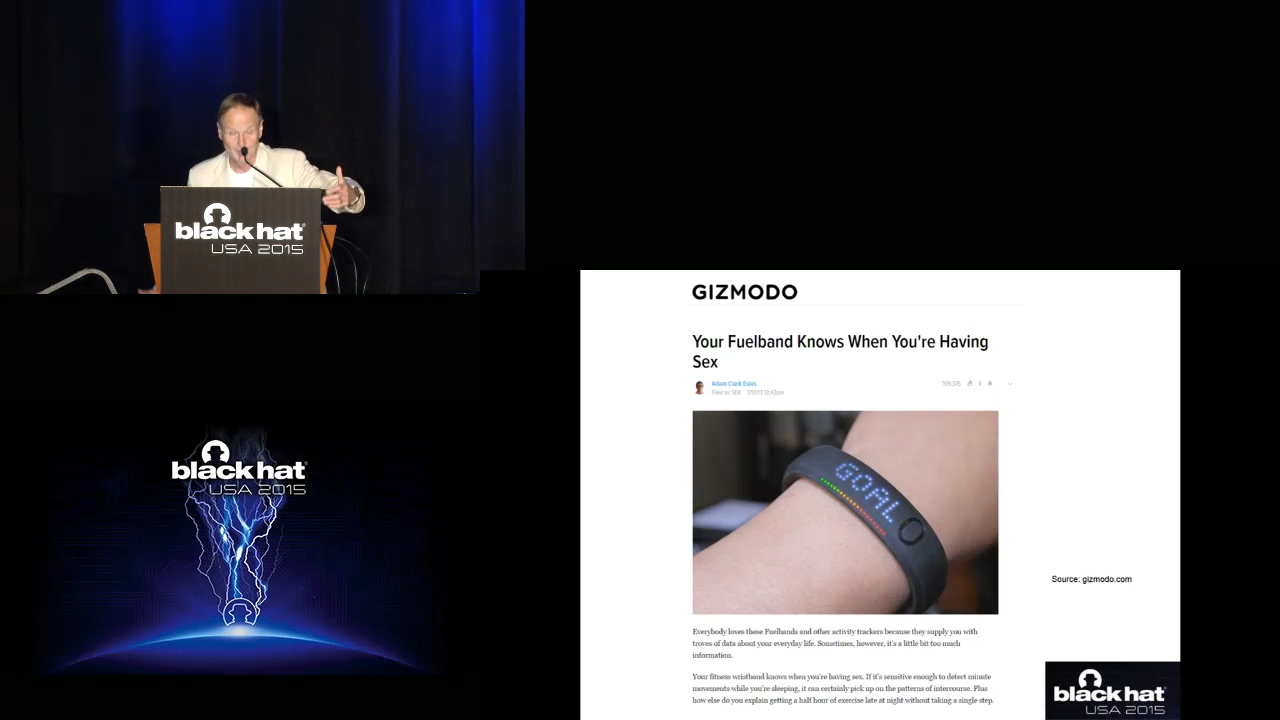 black hat
USA 2015
black hat
USA 2015
GIZMODO
Your Fuelband Knows When You're Having
Sex
Adam Clark Estes
Filed to: SEX 7/12/13 12:43pm
GOAL
Everybody loves these Fuelbands and other activity trackers because they supply you with
troves of data about your everyday life. Sometimes, however, it's a little bit too much
information.
Your fitness wristband knows when you're having sex. If it's sensitive enough to detect minute
movements while you're sleeping, it can certainly pick up on the patterns of intercourse. Plus
how else do you explain getting a half hour of exercise late at night without taking a single step.
Source: gizmodo.com
black hat
USA 2015